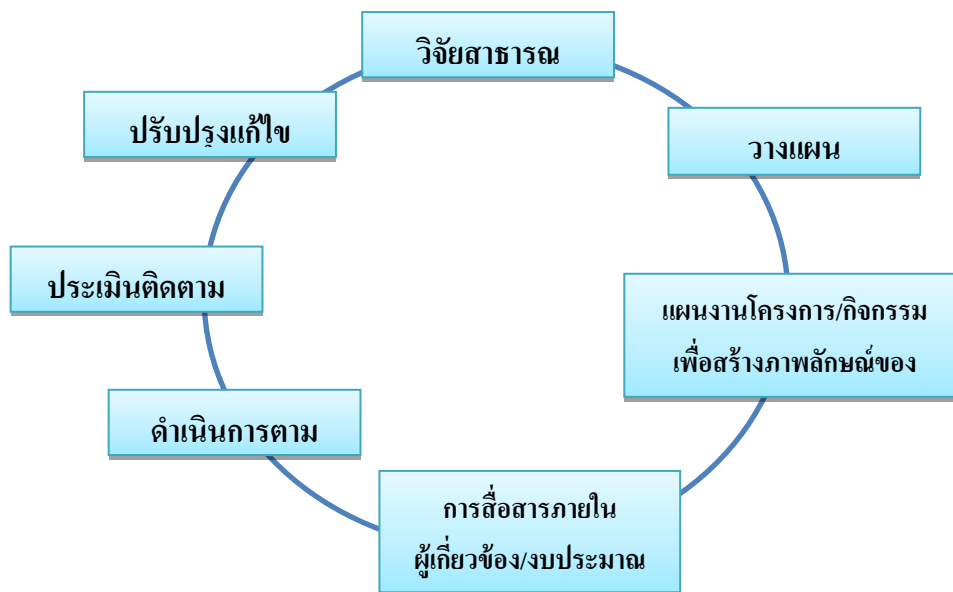 วิจัยสาธารณ
วางแผน
แผนงานโครงการ/กิจกรรม
เพื่อสร้างภาพลักษณ์ของ
การสื่อสารภายใน
ผู้เกี่ยวข้อง/งบประมาณ
ดำเนินการตาม
ประเมินติดตาม
ปรับปรุงแก้ไข